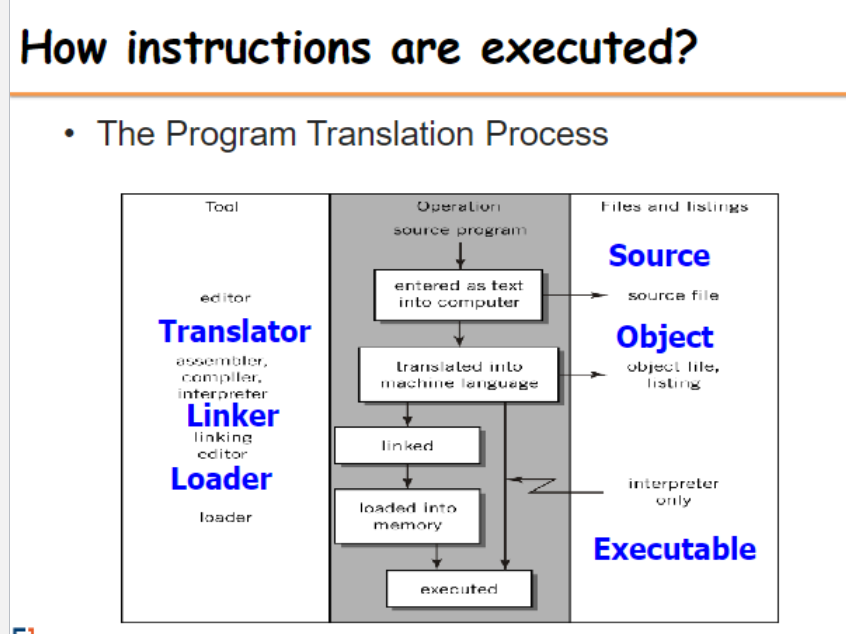 How instructions are executed?
• The Program Translation Process
Tool
Operation
Files and listings
source program
Source
editor
entered as text
into computer
source file
Translator
Object
assembler,
compiler,
interpreter
translated into
machine language
object file,
listing
Linker
linking
editor
linked
Loader
loader
loaded into
memory
interpreter
only
Executable
executed